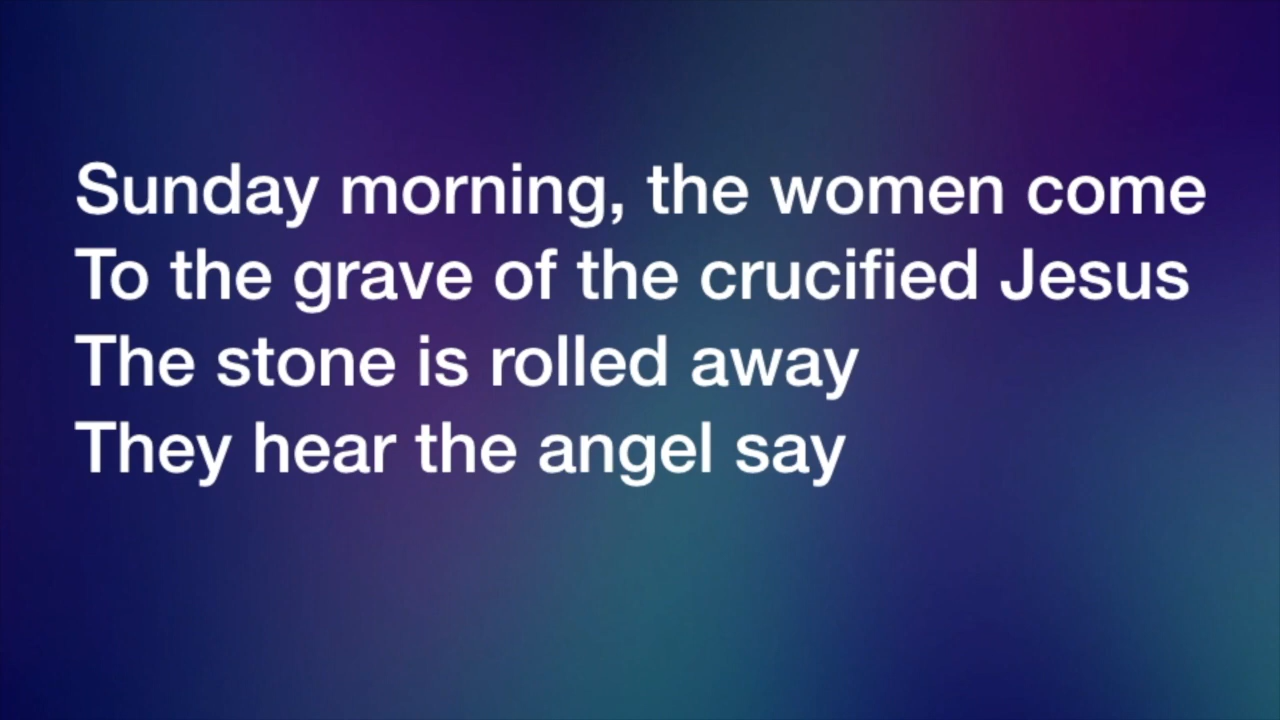 Sunday morning, the women come
To the grave of the crucified Jesus
The stone is rolled away
They hear the angel say